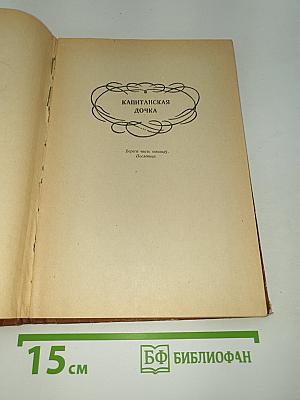 КАПИТАНСКАЯ
ДОЧКА
Береги честь смолоду.
Пословица.
15 см
БФ БИБЛИОФАН